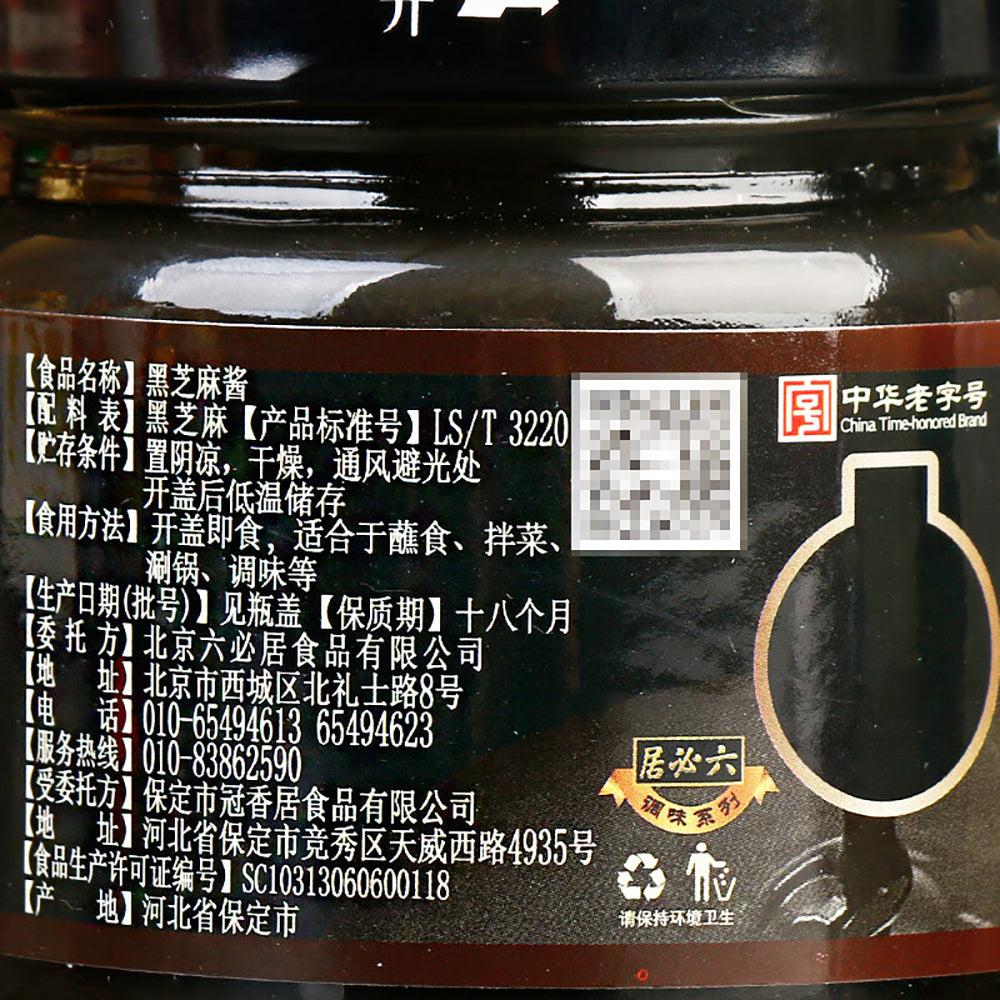 开
【食品名称】黑芝麻酱
【配料表】黑芝麻【产品标准号】LS/T 3220
【贮存条件】置阴凉，干燥，通风避光处
开盖后低温储存
【食用方法】开盖即食，适合于蘸食、拌菜、
涮锅、调味等
【生产日期(批号)】见瓶盖【保质期】十八个月
【委托方】北京六必居食品有限公司
【地址】北京市西城区北礼士路8号
【电话】010-65494613 65494623
【服务热线】010-83862590
【受委托方】保定市冠香居食品有限公司
【地址】河北省保定市竞秀区天威西路4935号
【食品生产许可证编号】SC10313060600118
【产地】河北省保定市
中华老字号
China Time-honored Brand
居必六
调味系列
请保持环境卫生